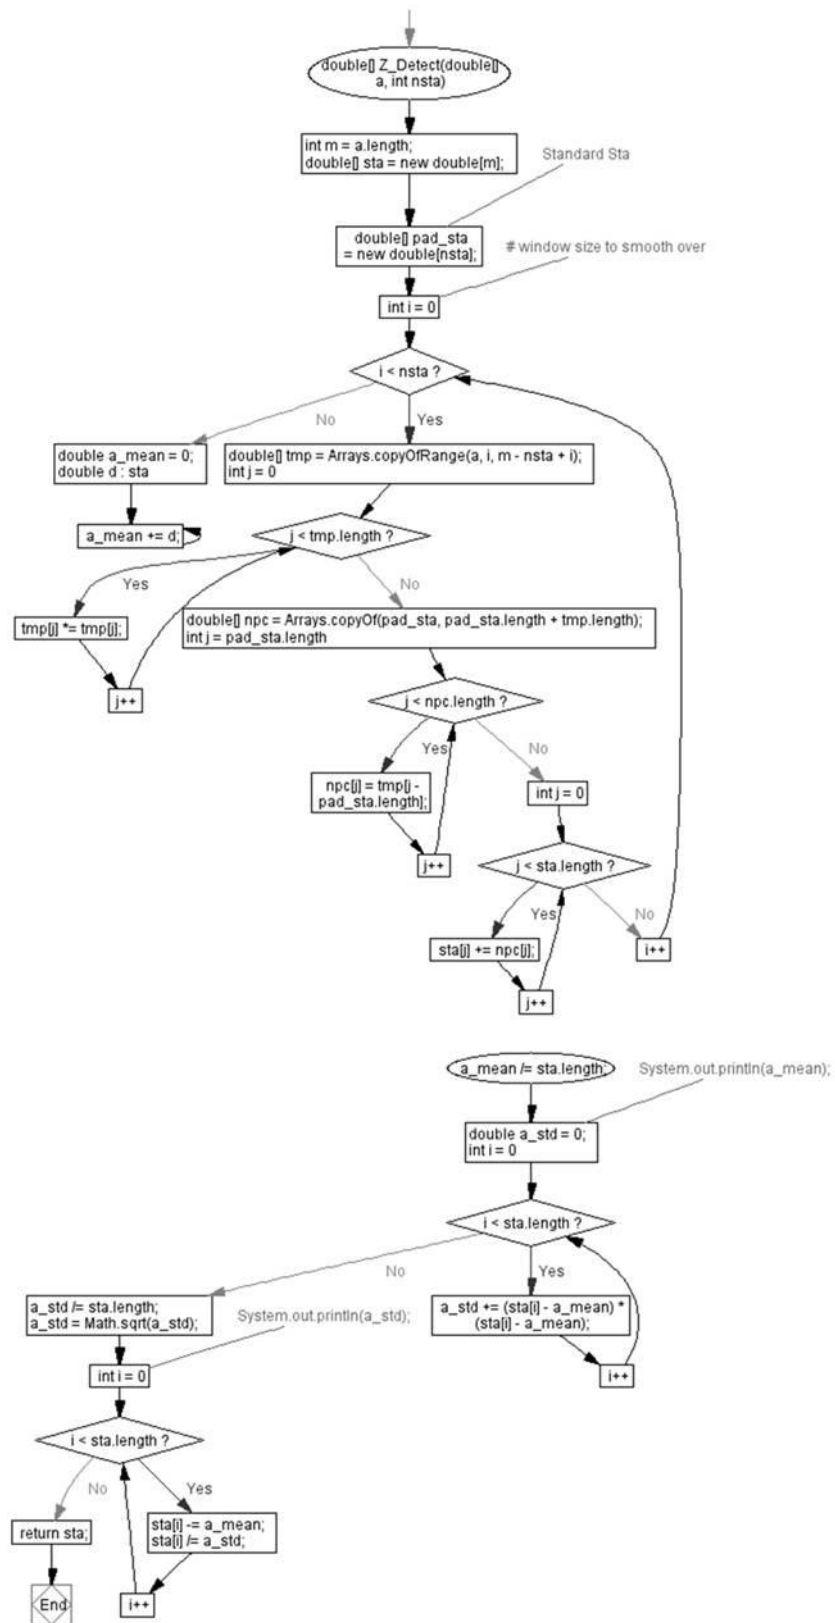 double[] Z_Detect(double[]
a, int nsta)
int m = a.length;
double[] sta = new double[m];
Standard Sta
double[] pad_sta
= new double[nsta];
# window size to smooth over
int i = 0
i < nsta ?
No
Yes
double a_mean = 0;
double d : sta
double[] tmp = Arrays.copyOfRange(a, i, m - nsta + i);
int j = 0
a_mean += d;
j < tmp.length ?
Yes
No
tmp[j] *= tmp[j];
double[] npc = Arrays.copyOf(pad_sta, pad_sta.length + tmp.length);
int j = pad_sta.length
j++
j < npc.length ?
Yes
No
npc[j] = tmp[j -
pad_sta.length];
int j = 0
j++
j < sta.length ?
Yes
No
sta[j] += npc[j];
i++
j++
a_mean /= sta.length;
System.out.println(a_mean);
double a_std = 0;
int i = 0
i < sta.length ?
No
Yes
a_std /= sta.length;
a_std = Math.sqrt(a_std);
System.out.println(a_std);
a_std += (sta[i] - a_mean) *
(sta[i] - a_mean);
int i = 0
i++
i < sta.length ?
No
Yes
return sta;
sta[i] -= a_mean;
sta[i] /= a_std;
End
i++